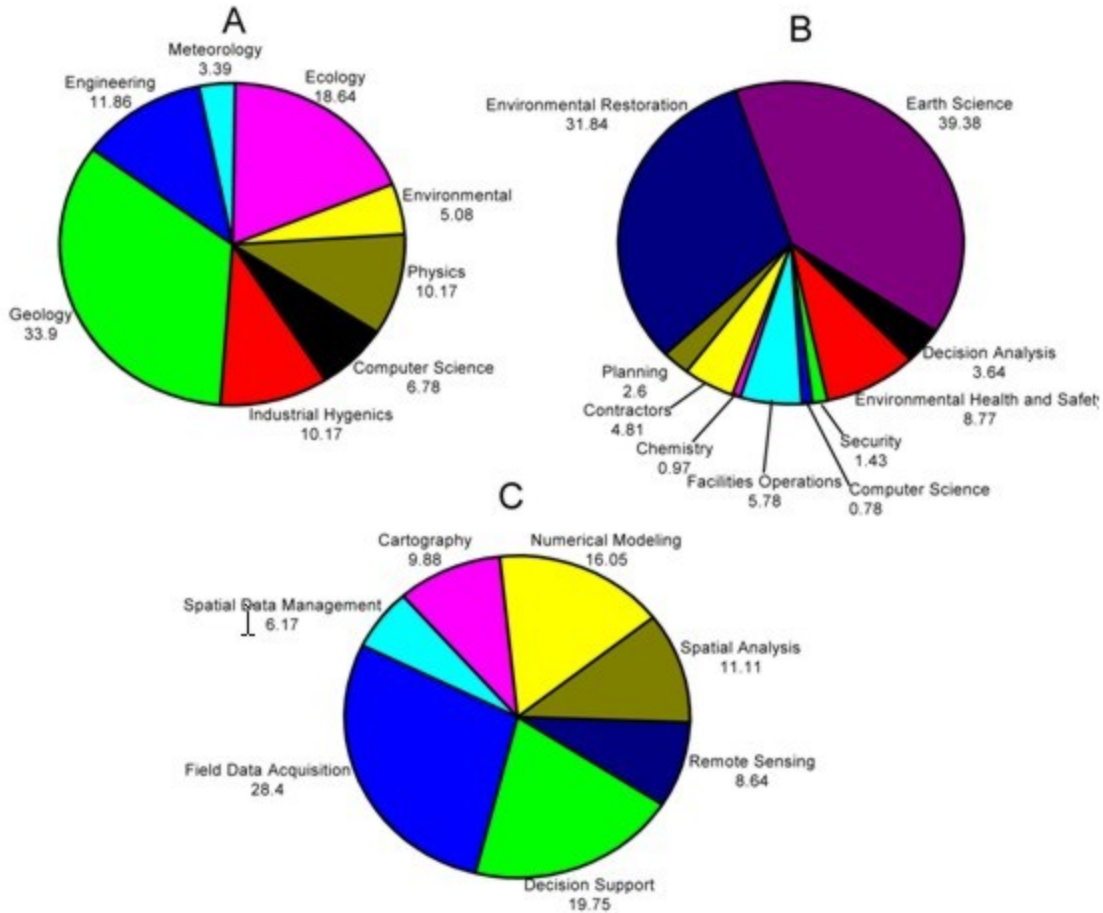 A
Meteorology
3.39
Ecology
18.64
Engineering
11.86
Environmental
5.08
Physics
10.17
Geology
33.9
Computer Science
6.78
Industrial Hygenics
10.17
B
Environmental Restoration
31.84
Earth Science
39.38
Decision Analysis
3.64
Planning
2.6
Environmental Health and Safety
8.77
Contractors
4.81
Security
1.43
Chemistry
0.97
Facilities Operations
5.78
Computer Science
0.78
C
Cartography
9.88
Numerical Modeling
16.05
Spatial Data Management
6.17
Spatial Analysis
11.11
Remote Sensing
8.64
Field Data Acquisition
28.4
Decision Support
19.75